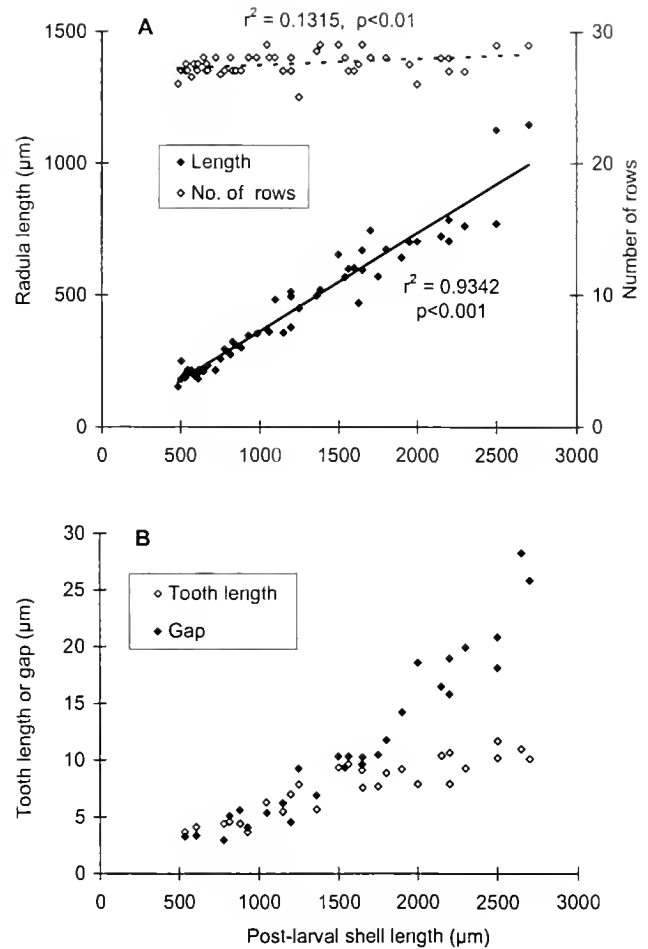 r² = 0.1315, p<0.01
A
1500
1000
500
0
30
20
10
0
Radula length (µm)
Number of rows
Length
No. of rows
r² = 0.9342
p<0.001
0 500 1000 1500 2000 2500 3000
B
30
25
20
15
10
5
0
Tooth length or gap (µm)
Tooth length
Gap
0 500 1000 1500 2000 2500 3000
Post-larval shell length (µm)